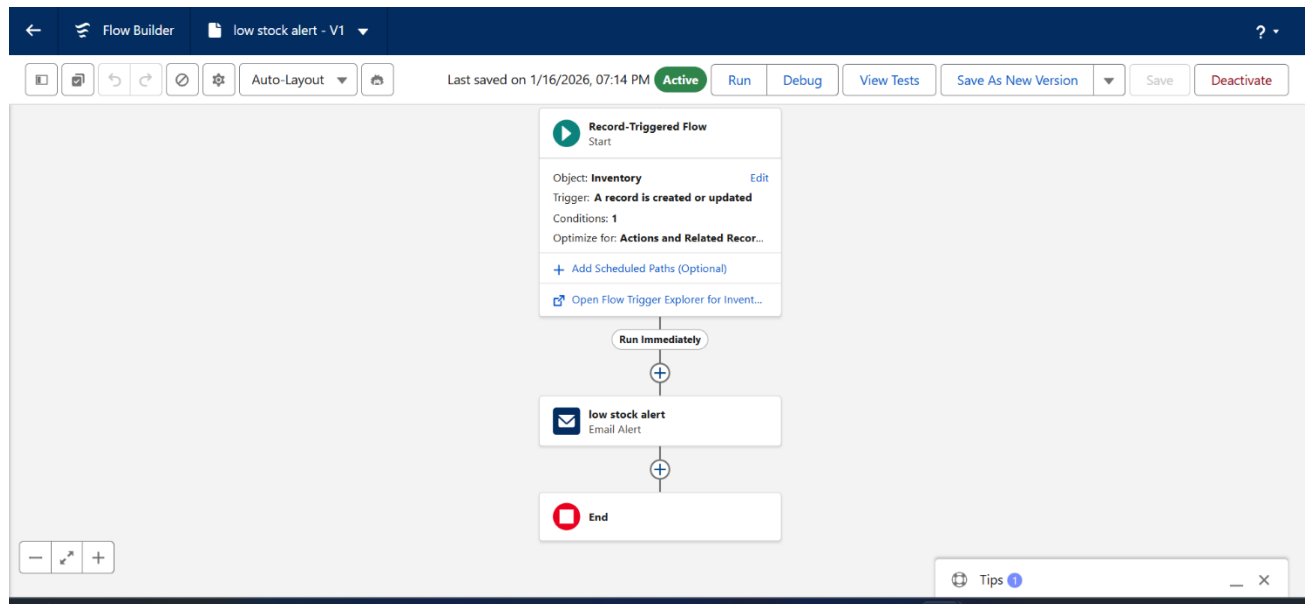 Flow Builder
low stock alert - V1
?
Auto-Layout
Last saved on 1/16/2026, 07:14 PM
Active
Run
Debug
View Tests
Save As New Version
Save
Deactivate
Record-Triggered Flow
Start
Object: Inventory
Edit
Trigger: A record is created or updated
Conditions: 1
Optimize for: Actions and Related Recor...
+ Add Scheduled Paths (Optional)
Open Flow Trigger Explorer for Invent...
Run Immediately
low stock alert
Email Alert
End
Tips 1